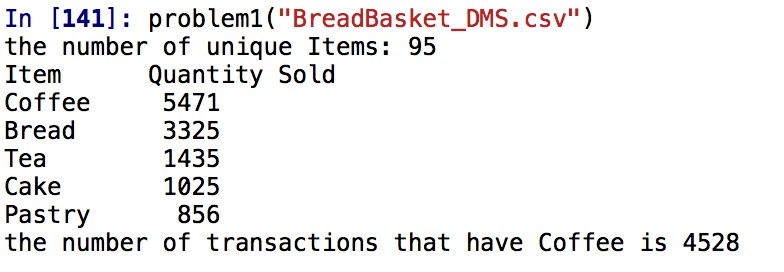 In [141]: problem1("BreadBasket_DMS.csv")
the number of unique Items: 95
Item      Quantity Sold
Coffee     5471
Bread      3325
Tea        1435
Cake       1025
Pastry      856
the number of transactions that have Coffee is 4528